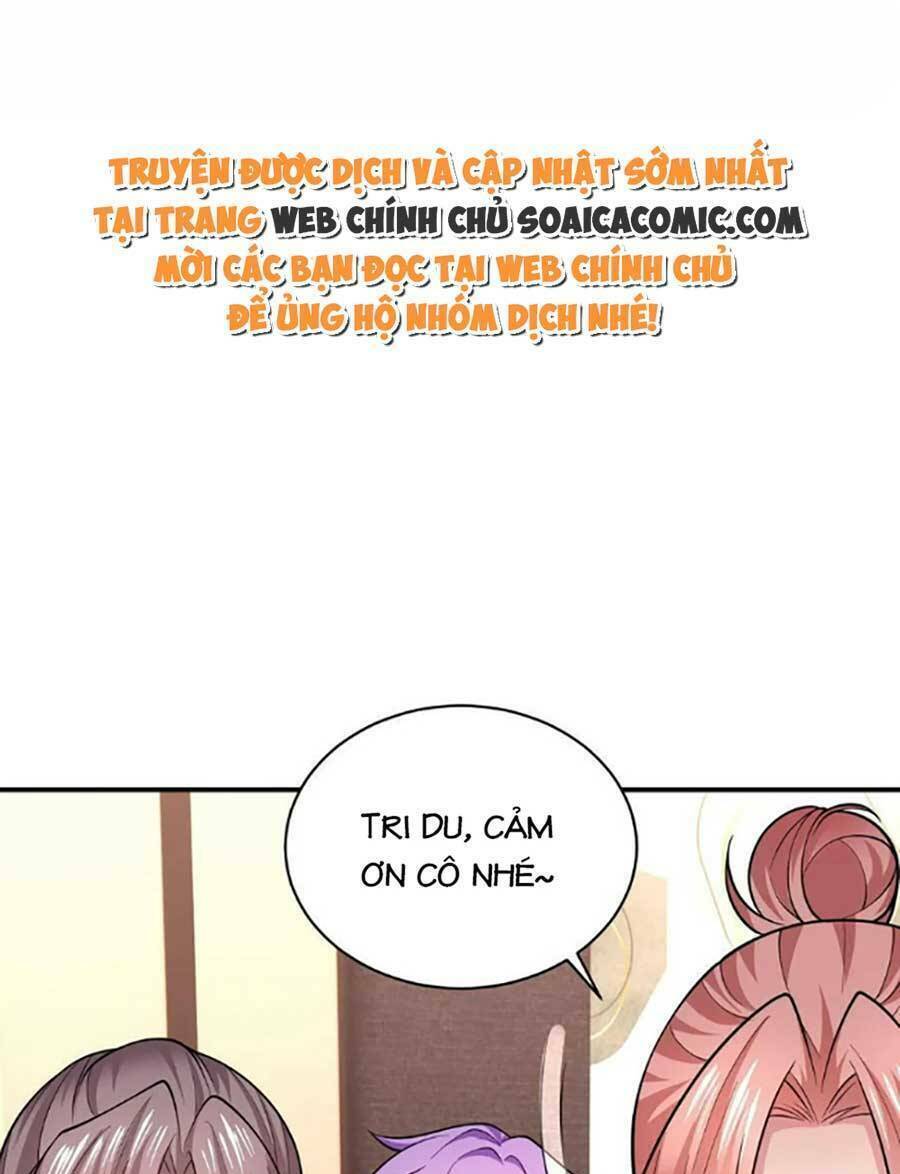 TRUYỆN ĐƯỢC DỊCH VÀ CẬP NHẬT SỚM NHẤT
TẠI TRANG WEB CHÍNH CHỦ SOAICACOMIC.COM
MỜI CÁC BẠN ĐỌC TẠI WEB CHÍNH CHỦ
ĐỂ ỦNG HỘ NHÓM DỊCH NHÉ!
TRI DU, CẢM
ƠN CÔ NHÉ~